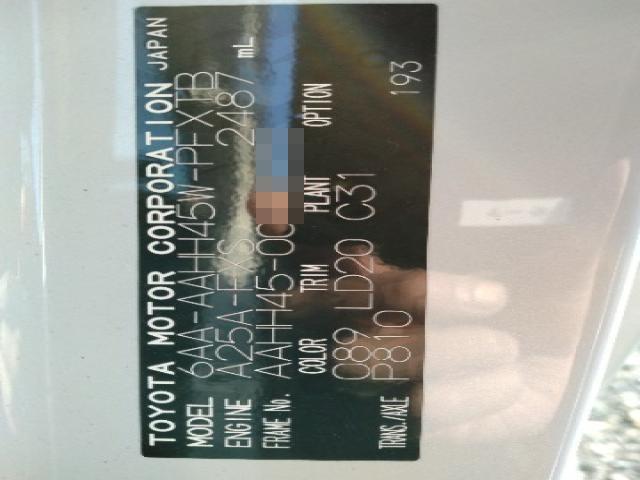 TOYOTA MOTOR CORPORATION JAPAN
MODEL 6AA-AAHH45W-PFXTB
ENGINE A25A-FXS 2487 mL
FRAME No. AAHH45-00
COLOR TRIM PLANT OPTION
089 LD20 C31 193
TRANS./AXLE P810